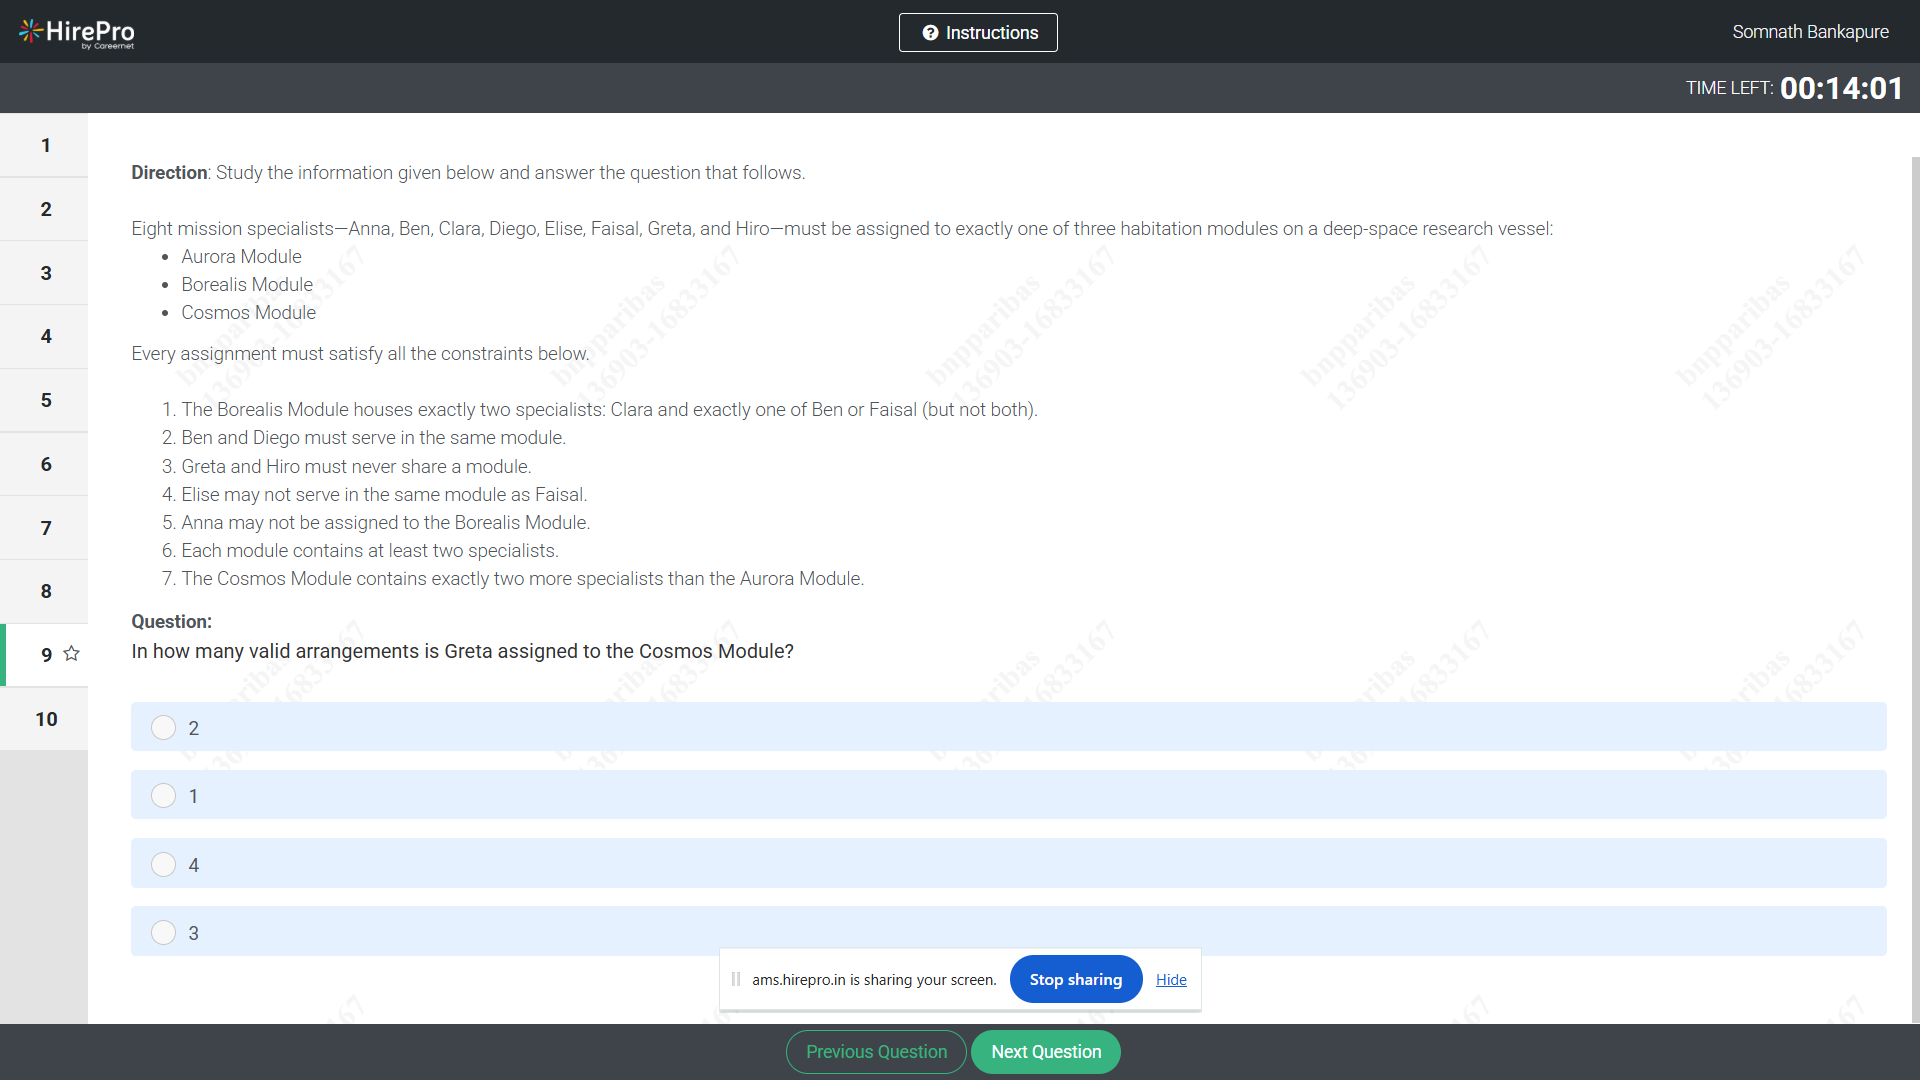 HirePro
by Careernet
Instructions
Somnath Bankapure
TIME LEFT: 00:14:01
1
2
3
4
5
6
7
8
9
10
Direction: Study the information given below and answer the question that follows.
Eight mission specialists—Anna, Ben, Clara, Diego, Elise, Faisal, Greta, and Hiro—must be assigned to exactly one of three habitation modules on a deep-space research vessel:
• Aurora Module
• Borealis Module
• Cosmos Module
Every assignment must satisfy all the constraints below.
1. The Borealis Module houses exactly two specialists: Clara and exactly one of Ben or Faisal (but not both).
2. Ben and Diego must serve in the same module.
3. Greta and Hiro must never share a module.
4. Elise may not serve in the same module as Faisal.
5. Anna may not be assigned to the Borealis Module.
6. Each module contains at least two specialists.
7. The Cosmos Module contains exactly two more specialists than the Aurora Module.
Question:
In how many valid arrangements is Greta assigned to the Cosmos Module?
2
1
4
3
ams.hirepro.in is sharing your screen.
Stop sharing
Hide
Previous Question
Next Question
bnpparibas
136903-16833167